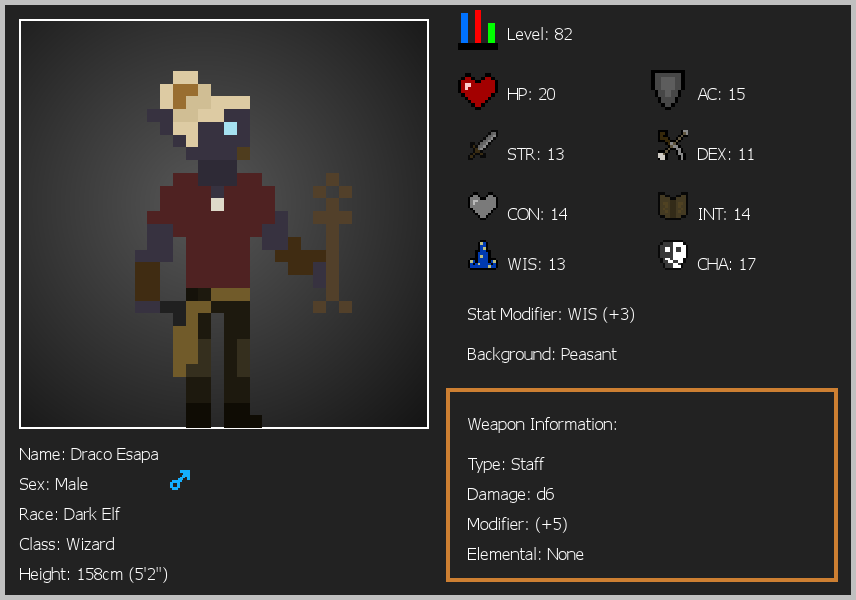 Level: 82
HP: 20
AC: 15
STR: 13
DEX: 11
CON: 14
INT: 14
WIS: 13
CHA: 17
Stat Modifier: WIS (+3)
Background: Peasant
Weapon Information:
Type: Staff
Damage: d6
Modifier: (+5)
Elemental: None
Name: Draco Esapa
Sex: Male
Race: Dark Elf
Class: Wizard
Height: 158cm (5'2")